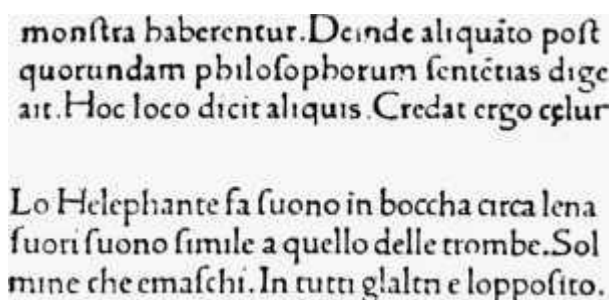 monſtra haberentur. Deinde aliquāto poſt
quorundam philoſophorum ſentētias dige
ait. Hoc loco dicit aliquis. Credat ergo cęlum
Lo Helephante fa ſuono in boccha circa lena
fuori ſuono ſimile a quello delle trombe. Sol
mine che emaſchi. In tutti glaltri e loppoſito.